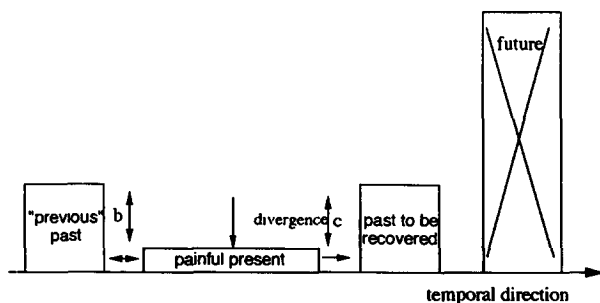 future
"previous"
past
b
divergence c
past to be
recovered
painful present
temporal direction